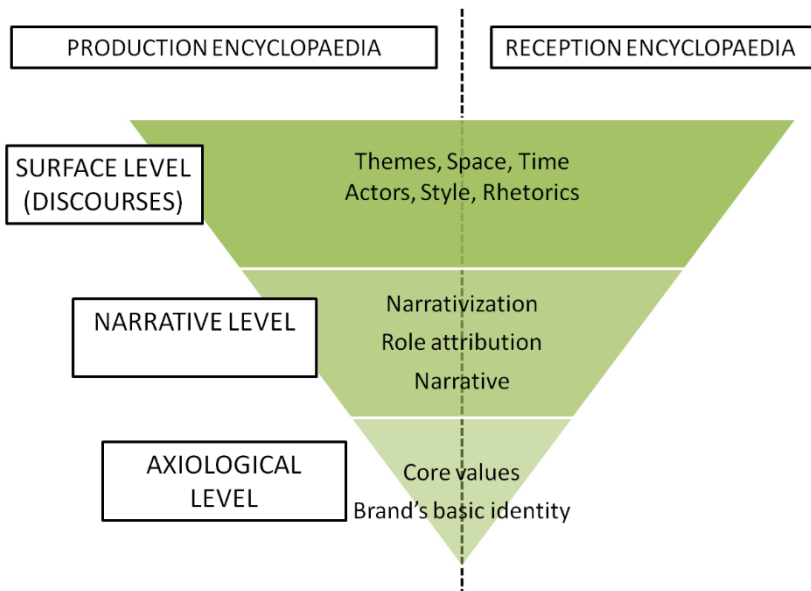 PRODUCTION ENCYCLOPAEDIA
RECEPTION ENCYCLOPAEDIA
SURFACE LEVEL
(DISCOURSES)
Themes, Space, Time
Actors, Style, Rhetorics
NARRATIVE LEVEL
Narrativization
Role attribution
Narrative
AXIOLOGICAL
LEVEL
Core values
Brand's basic identity